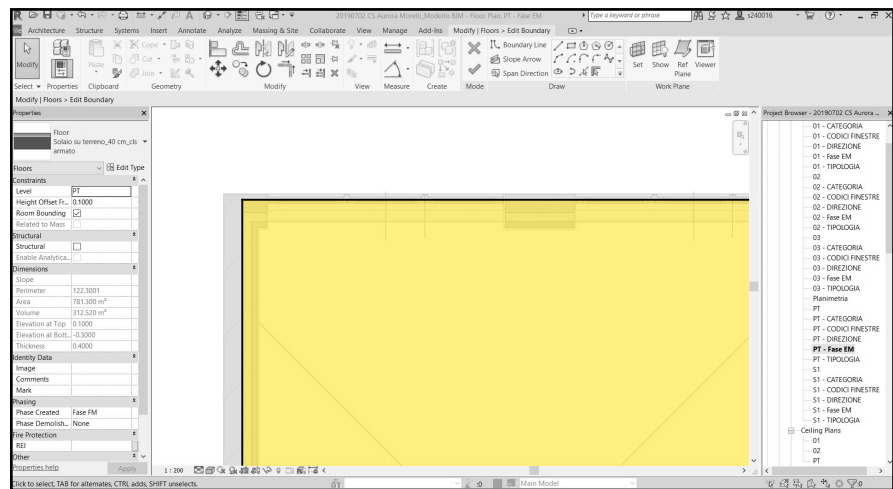 20190702 CS Aurora Morelli_Modello BIM - Floor Plan: PT - Fase EM
Type a keyword or phrase
s240016
Architecture Structure Systems Insert Annotate Analyze Massing & Site Collaborate View Manage Add-Ins Modify | Floors > Edit Boundary
Modify
Paste
Cope
Cut
Join
Boundary Line
Slope Arrow
Span Direction
Set Show Ref Plane Viewer
Select Properties Clipboard Geometry Modify View Measure Create Mode Draw Work Plane
Modify | Floors > Edit Boundary
Properties
Floor
Solaio su terreno_40 cm_cls armato
Floors
Edit Type
Constraints
Level PT
Height Offset Fr... 0.1000
Room Bounding
Related to Mass
Structural
Structural
Enable Analytica...
Dimensions
Slope
Perimeter 122.3001
Area 781.300 m²
Volume 312.520 m³
Elevation at Top 0.1000
Elevation at Bott... -0.3000
Thickness 0.4000
Identity Data
Image
Comments
Mark
Phasing
Phase Created Fase FM
Phase Demolish... None
Fire Protection
REI
Other
Properties help
Apply
1 : 200
Project Browser - 20190702 CS Aurora ...
01 - CATEGORIA
01 - CODICI FINESTRE
01 - DIREZIONE
01 - Fase EM
01 - TIPOLOGIA
02
02 - CATEGORIA
02 - CODICI FINESTRE
02 - DIREZIONE
02 - Fase EM
02 - TIPOLOGIA
03
03 - CATEGORIA
03 - CODICI FINESTRE
03 - DIREZIONE
03 - Fase EM
03 - TIPOLOGIA
Planimetria
PT
PT - CATEGORIA
PT - CODICI FINESTRE
PT - DIREZIONE
PT - Fase EM
PT - TIPOLOGIA
S1
S1 - CATEGORIA
S1 - CODICI FINESTRE
S1 - DIREZIONE
S1 - Fase EM
S1 - TIPOLOGIA
Ceiling Plans
01
02
PT
Click to select, TAB for alternates, CTRL adds, SHIFT unselects.
:0
Main Model
:0